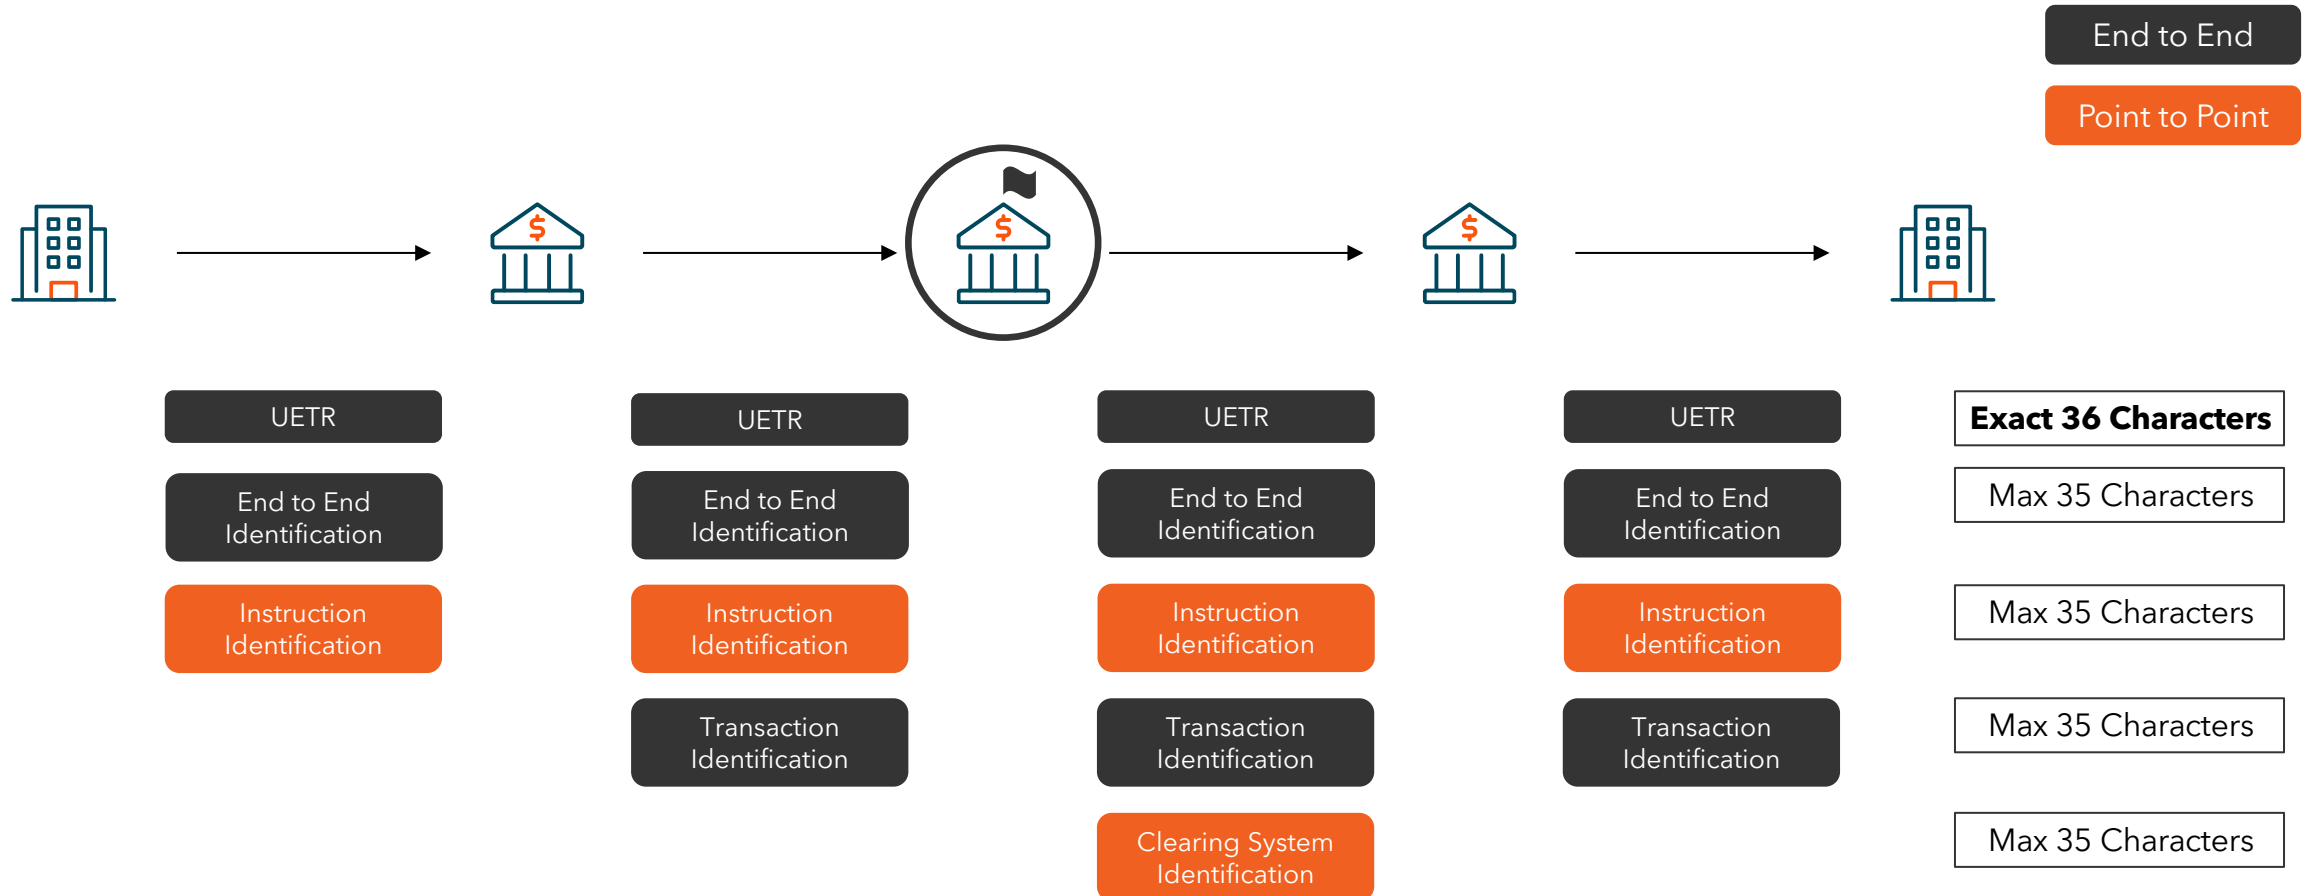 End to End
Point to Point
$
$
$
UETR
UETR
UETR
UETR
Exact 36 Characters
End to End
Identification
End to End
Identification
End to End
Identification
End to End
Identification
Max 35 Characters
Instruction
Identification
Instruction
Identification
Instruction
Identification
Instruction
Identification
Max 35 Characters
Transaction
Identification
Transaction
Identification
Transaction
Identification
Max 35 Characters
Clearing System
Identification
Max 35 Characters